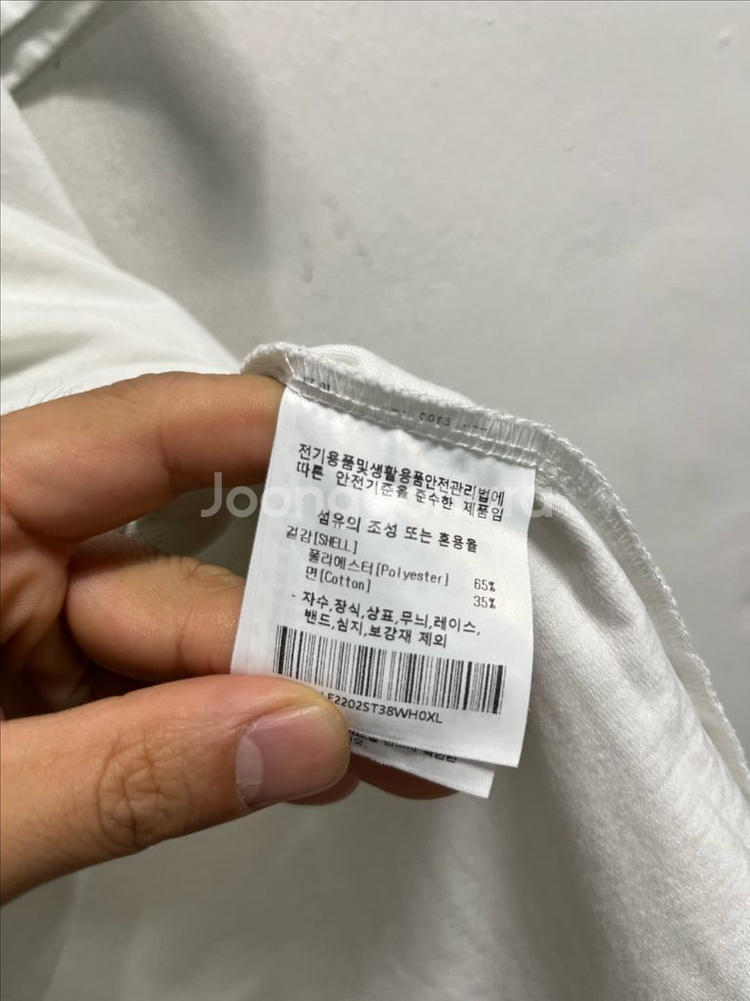 전기용품및생활용품안전관리법에
따른 안전기준을 준수한 제품임
섬유의 조성 또는 혼용율
겉감[SHELL]
폴리에스터[Polyester] 65%
면[Cotton] 35%
- 자수,장식,상표,무늬,레이스,
밴드,심지,보강재 제외
F2202ST38WH0XL